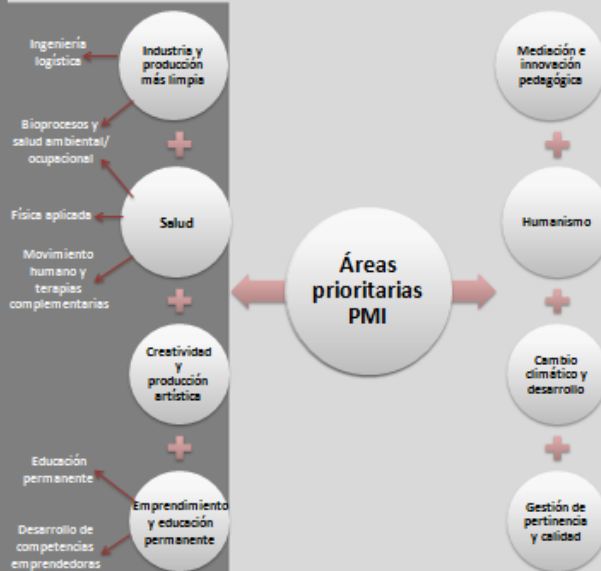 Ingeniería
logística
Industria y
producción
más limpia
Bioprocesos y
salud ambiental/
ocupacional
Física aplicada
Salud
Movimiento
humano y
terapias
complementarias
Creatividad
y
producción
artística
Educación
permanente
Emprendimiento
y educación
permanente
Desarrollo de
competencias
emprendedoras
Áreas
prioritarias
PMI
Mediación e
innovación
pedagógica
Humanismo
Cambio
climático y
desarrollo
Gestión de
pertinencia
y calidad